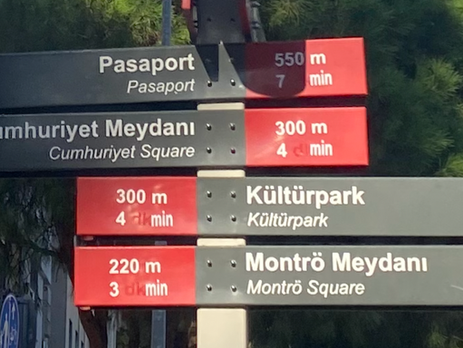 Pasaport 550 m
Pasaport 7 min
umhuriyet Meydanı 300 m
Cumhuriyet Square 4 min
300 m Kültürpark
4 min Kültürpark
220 m Montrö Meydanı
3 min Montrö Square